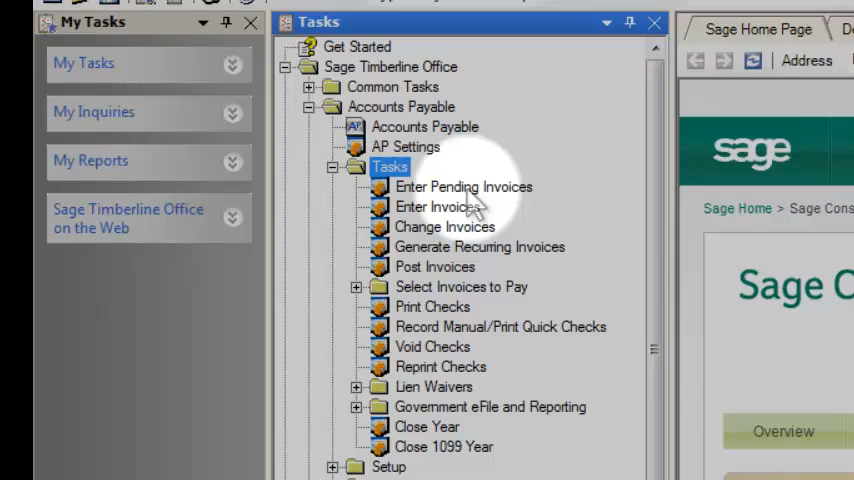 My Tasks
My Tasks
My Inquiries
My Reports
Sage Timberline Office
on the Web
Tasks
Get Started
Sage Timberline Office
Common Tasks
Accounts Payable
AP Accounts Payable
AP Settings
Tasks
Enter Pending Invoices
Enter Invoices
Change Invoices
Generate Recurring Invoices
Post Invoices
Select Invoices to Pay
Print Checks
Record Manual/Print Quick Checks
Void Checks
Reprint Checks
Lien Waivers
Government eFile and Reporting
Close Year
Close 1099 Year
Setup
Sage Home Page
Address
sage
Sage Home > Sage Cons
Sage C
Overview